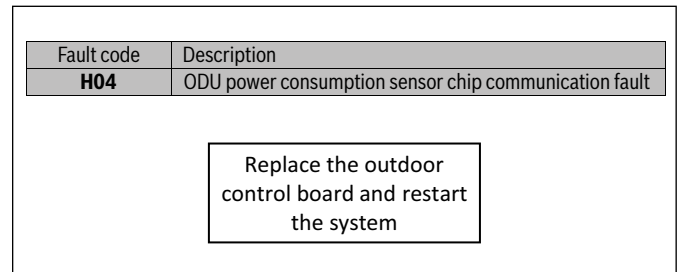 Fault code Description
H04 ODU power consumption sensor chip communication fault
Replace the outdoor
control board and restart
the system